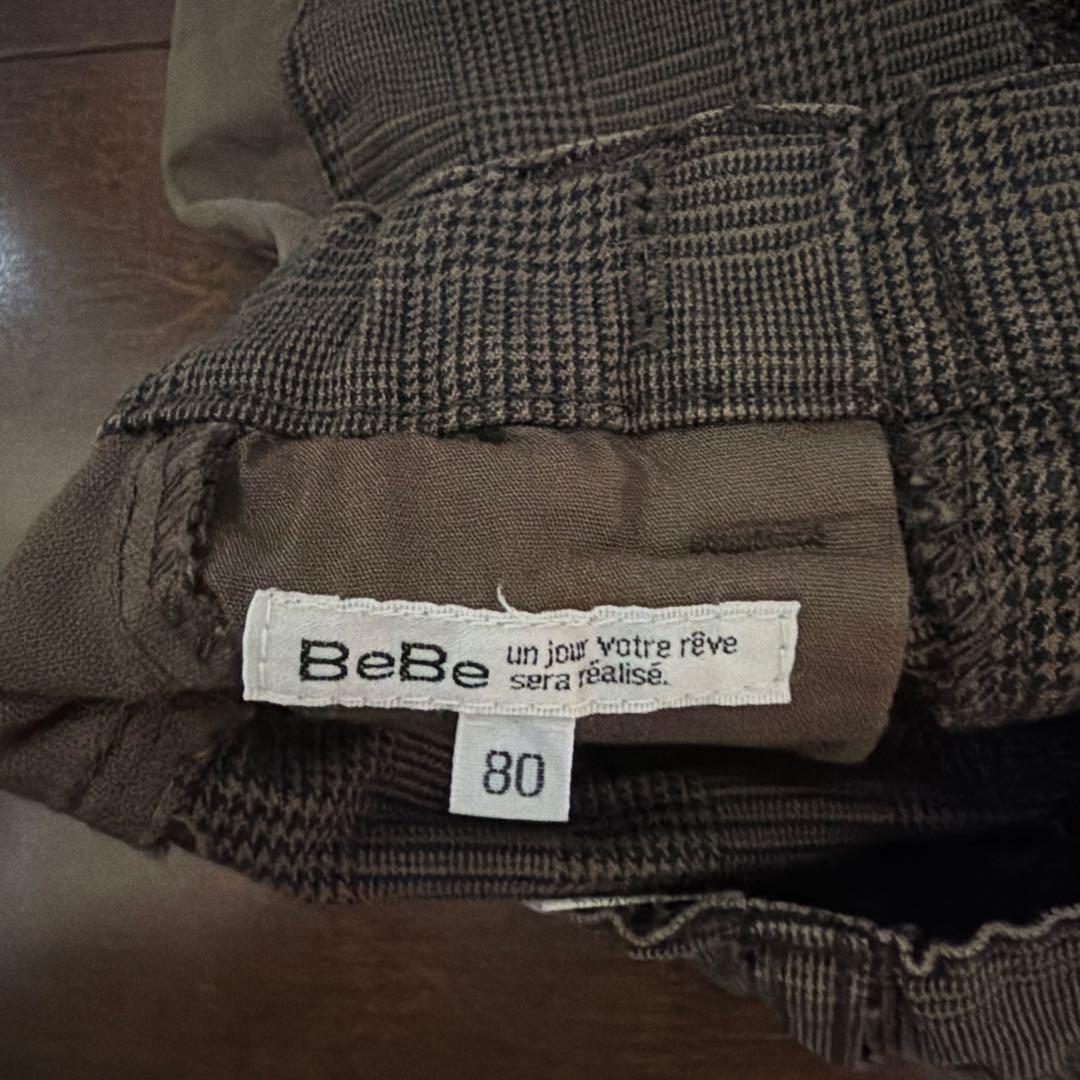 BeBe un jour votre rêve
sera réalisé.
80